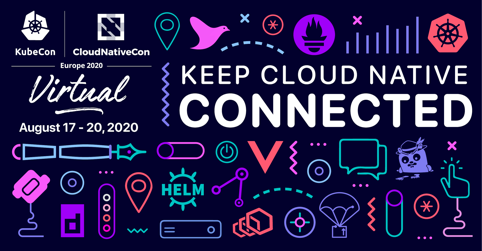 KubeCon
CloudNativeCon
Europe 2020
Virtual
August 17 - 20, 2020
KEEP CLOUD NATIVE
CONNECTED
HELM